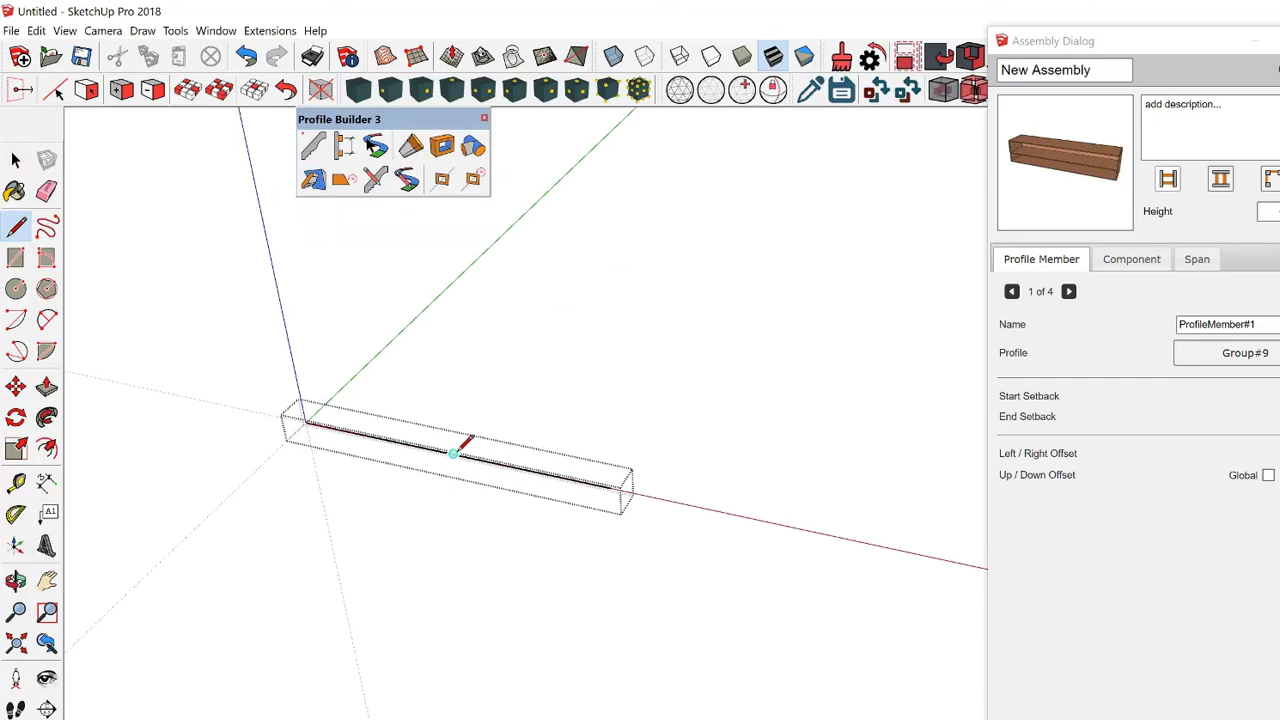 Untitled - SketchUp Pro 2018
File Edit View Camera Draw Tools Window Extensions Help
Assembly Dialog
New Assembly
add description...
Profile Builder 3
Height
Profile Member Component Span
1 of 4
Name ProfileMember#1
Profile Group#9
Start Setback
End Setback
Left / Right Offset
Up / Down Offset Global
A1